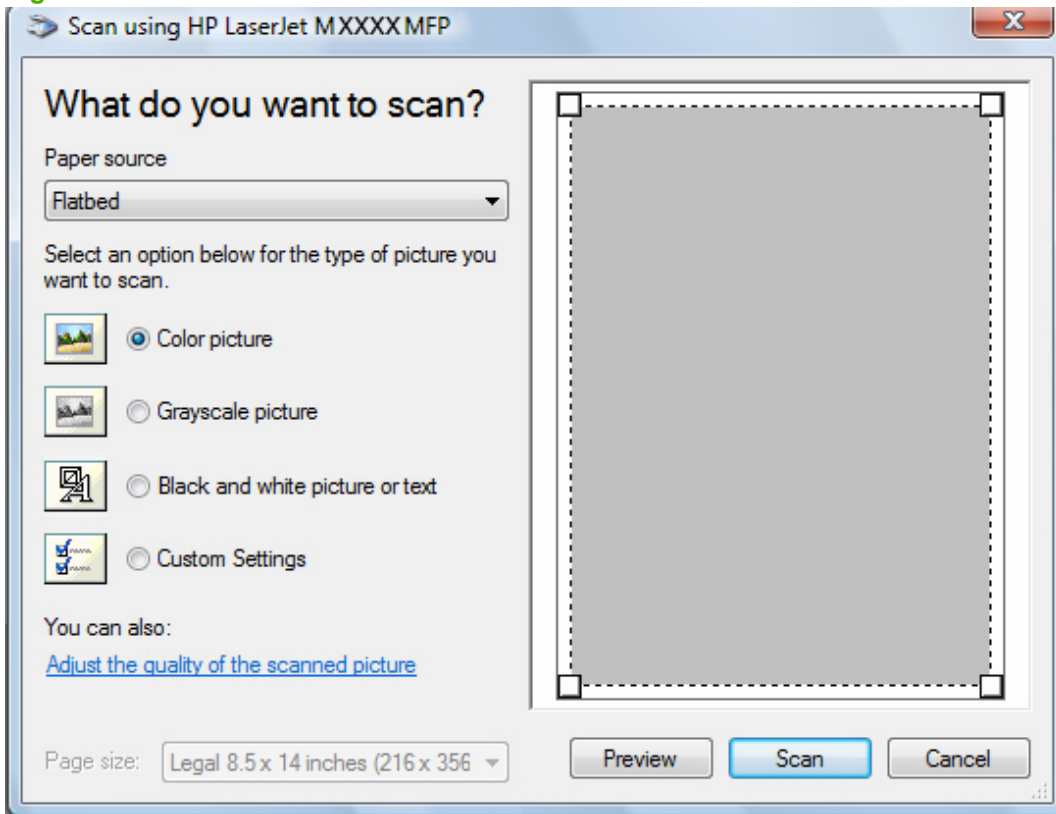 Scan using HP LaserJet MXXXX MFP
What do you want to scan?
Paper source
Flatbed
Select an option below for the type of picture you
want to scan.
Color picture
Grayscale picture
Black and white picture or text
Custom Settings
You can also:
Adjust the quality of the scanned picture
Page size: Legal 8.5 x 14 inches (216 x 356
Preview Scan Cancel